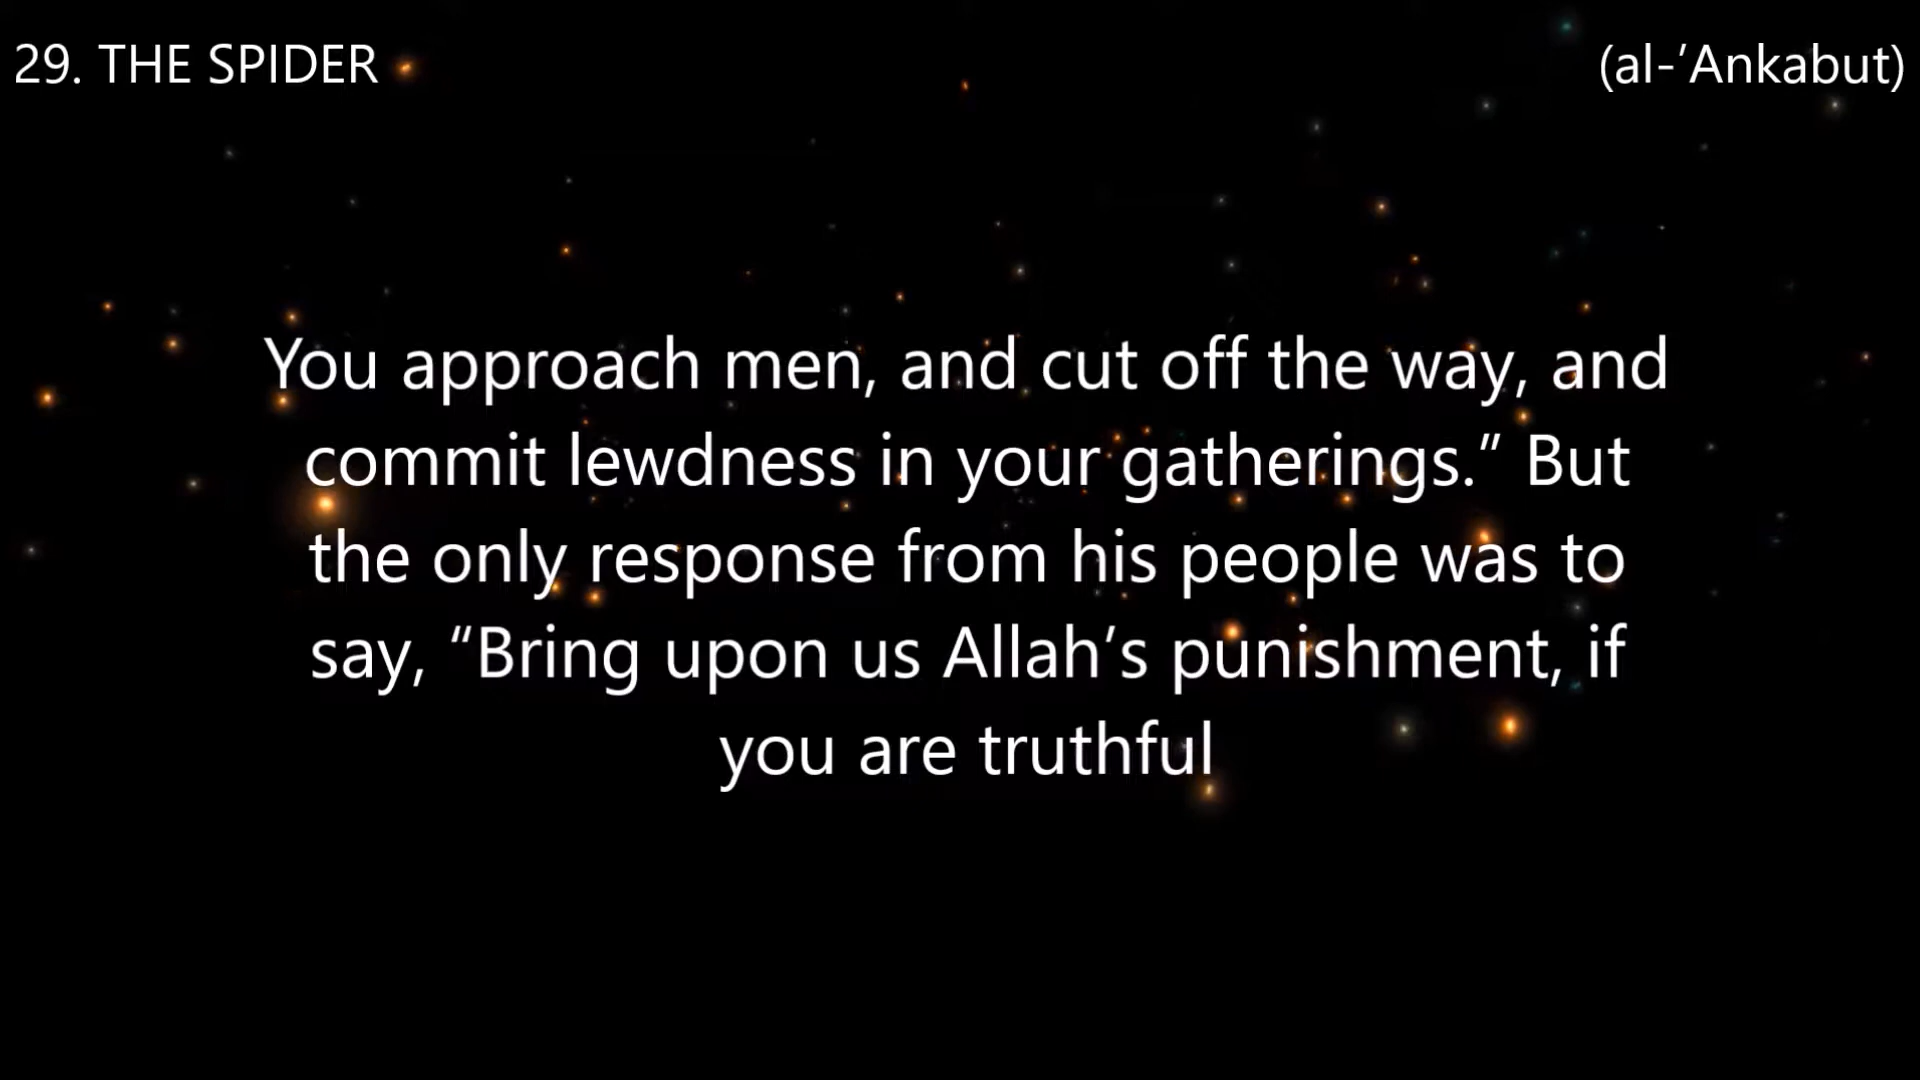 29. THE SPIDER
(al-’Ankabut)
You approach men, and cut off the way, and
commit lewdness in your gatherings.” But
the only response from his people was to
say, “Bring upon us Allah’s punishment, if
you are truthful